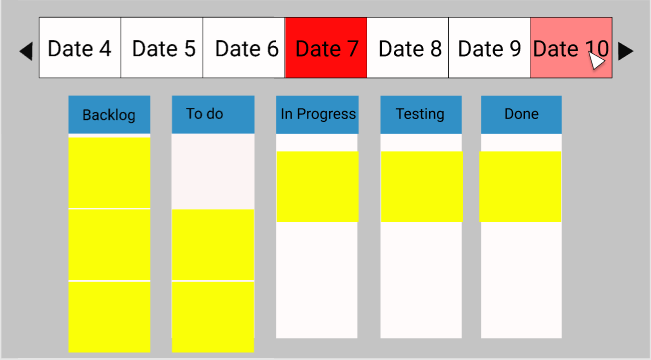 Date 4 Date 5 Date 6 Date 7 Date 8 Date 9 Date 10
Backlog To do In Progress Testing Done